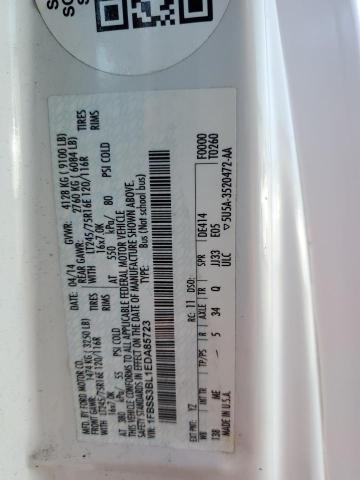 MFD. BY FORD MOTOR CO.
DATE: 04/14 GVWR: 4128 KG ( 9100 LB)
FRONT GAWR: 1474 KG ( 3250 LB) REAR GAWR: 2760 KG ( 6084 LB)
LT245/75R16E 120/116R TIRES LT245/75R16E 120/116R TIRES
16x7.0K RIMS 16x7.0K RIMS
AT 380 kPa/ 55 PSI COLD AT 550 kPa/ 80 PSI COLD
THIS VEHICLE CONFORMS TO ALL APPLICABLE FEDERAL MOTOR VEHICLE
SAFETY STANDARDS IN EFFECT ON THE DATE OF MANUFACTURE SHOWN ABOVE.
VIN: 1FBSS3BL1EDA85723
TYPE: Bus (Not school bus)
F0000
T0260
EXT PNT: YZ RC: 11 DSO:
WB INT TR TP/PS R AXLE TR SPR DE414
138 ME 5 34 Q JJ33 E05
MADE IN U.S.A. ULC ▽5U5A-3520472-AA